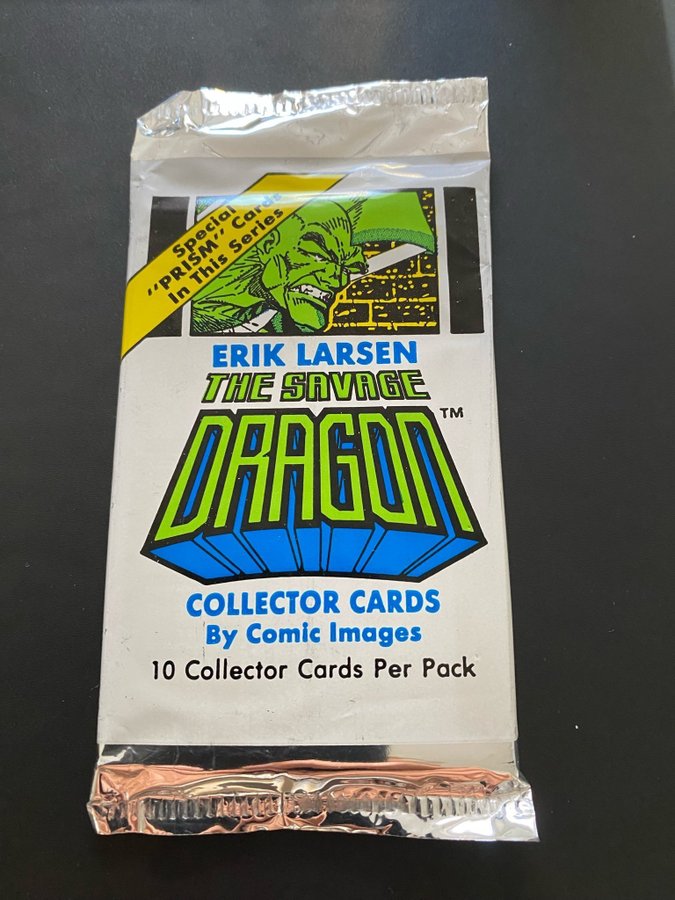 Special
"PRISM" Cards
In This Series
ERIK LARSEN
THE SAVAGE
DRAGON™
COLLECTOR CARDS
By Comic Images
10 Collector Cards Per Pack